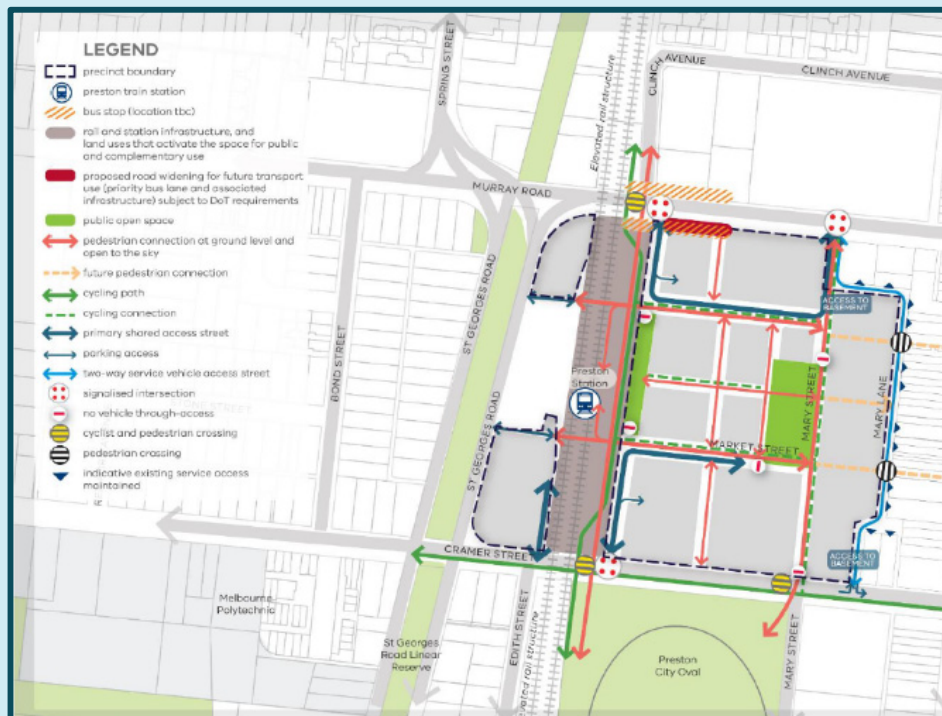 LEGEND
precinct boundary
preston train station
bus stop (location tbc)
rail and station infrastructure, and
land uses that activate the space for public
and complementary use
proposed road widening for future transport
use (priority bus lane and associated
infrastructure) subject to DoT requirements
public open space
pedestrian connection at ground level and
open to the sky
future pedestrian connection
cycling path
cycling connection
primary shared access street
parking access
two-way service vehicle access street
signalised intersection
no vehicle through-access
cyclist and pedestrian crossing
pedestrian crossing
indicative existing service access
maintained
SPRING STREET
Elevated rail structure
CLINCH AVENUE
CLINCH AVENUE
MURRAY ROAD
ST GEORGES ROAD
BOND STREET
ST GEORGES ROAD
Preston
Station
ACCESS TO
BASEMENT
MARY STREET
MARY LANE
MARKET STREET
CRAMER STREET
ACCESS TO
BASEMENT
Melbourne
Polytechnic
St Georges
Road Linear
Reserve
EDITH STREET
Elevated rail structure
Preston
City Oval
MARY STREET